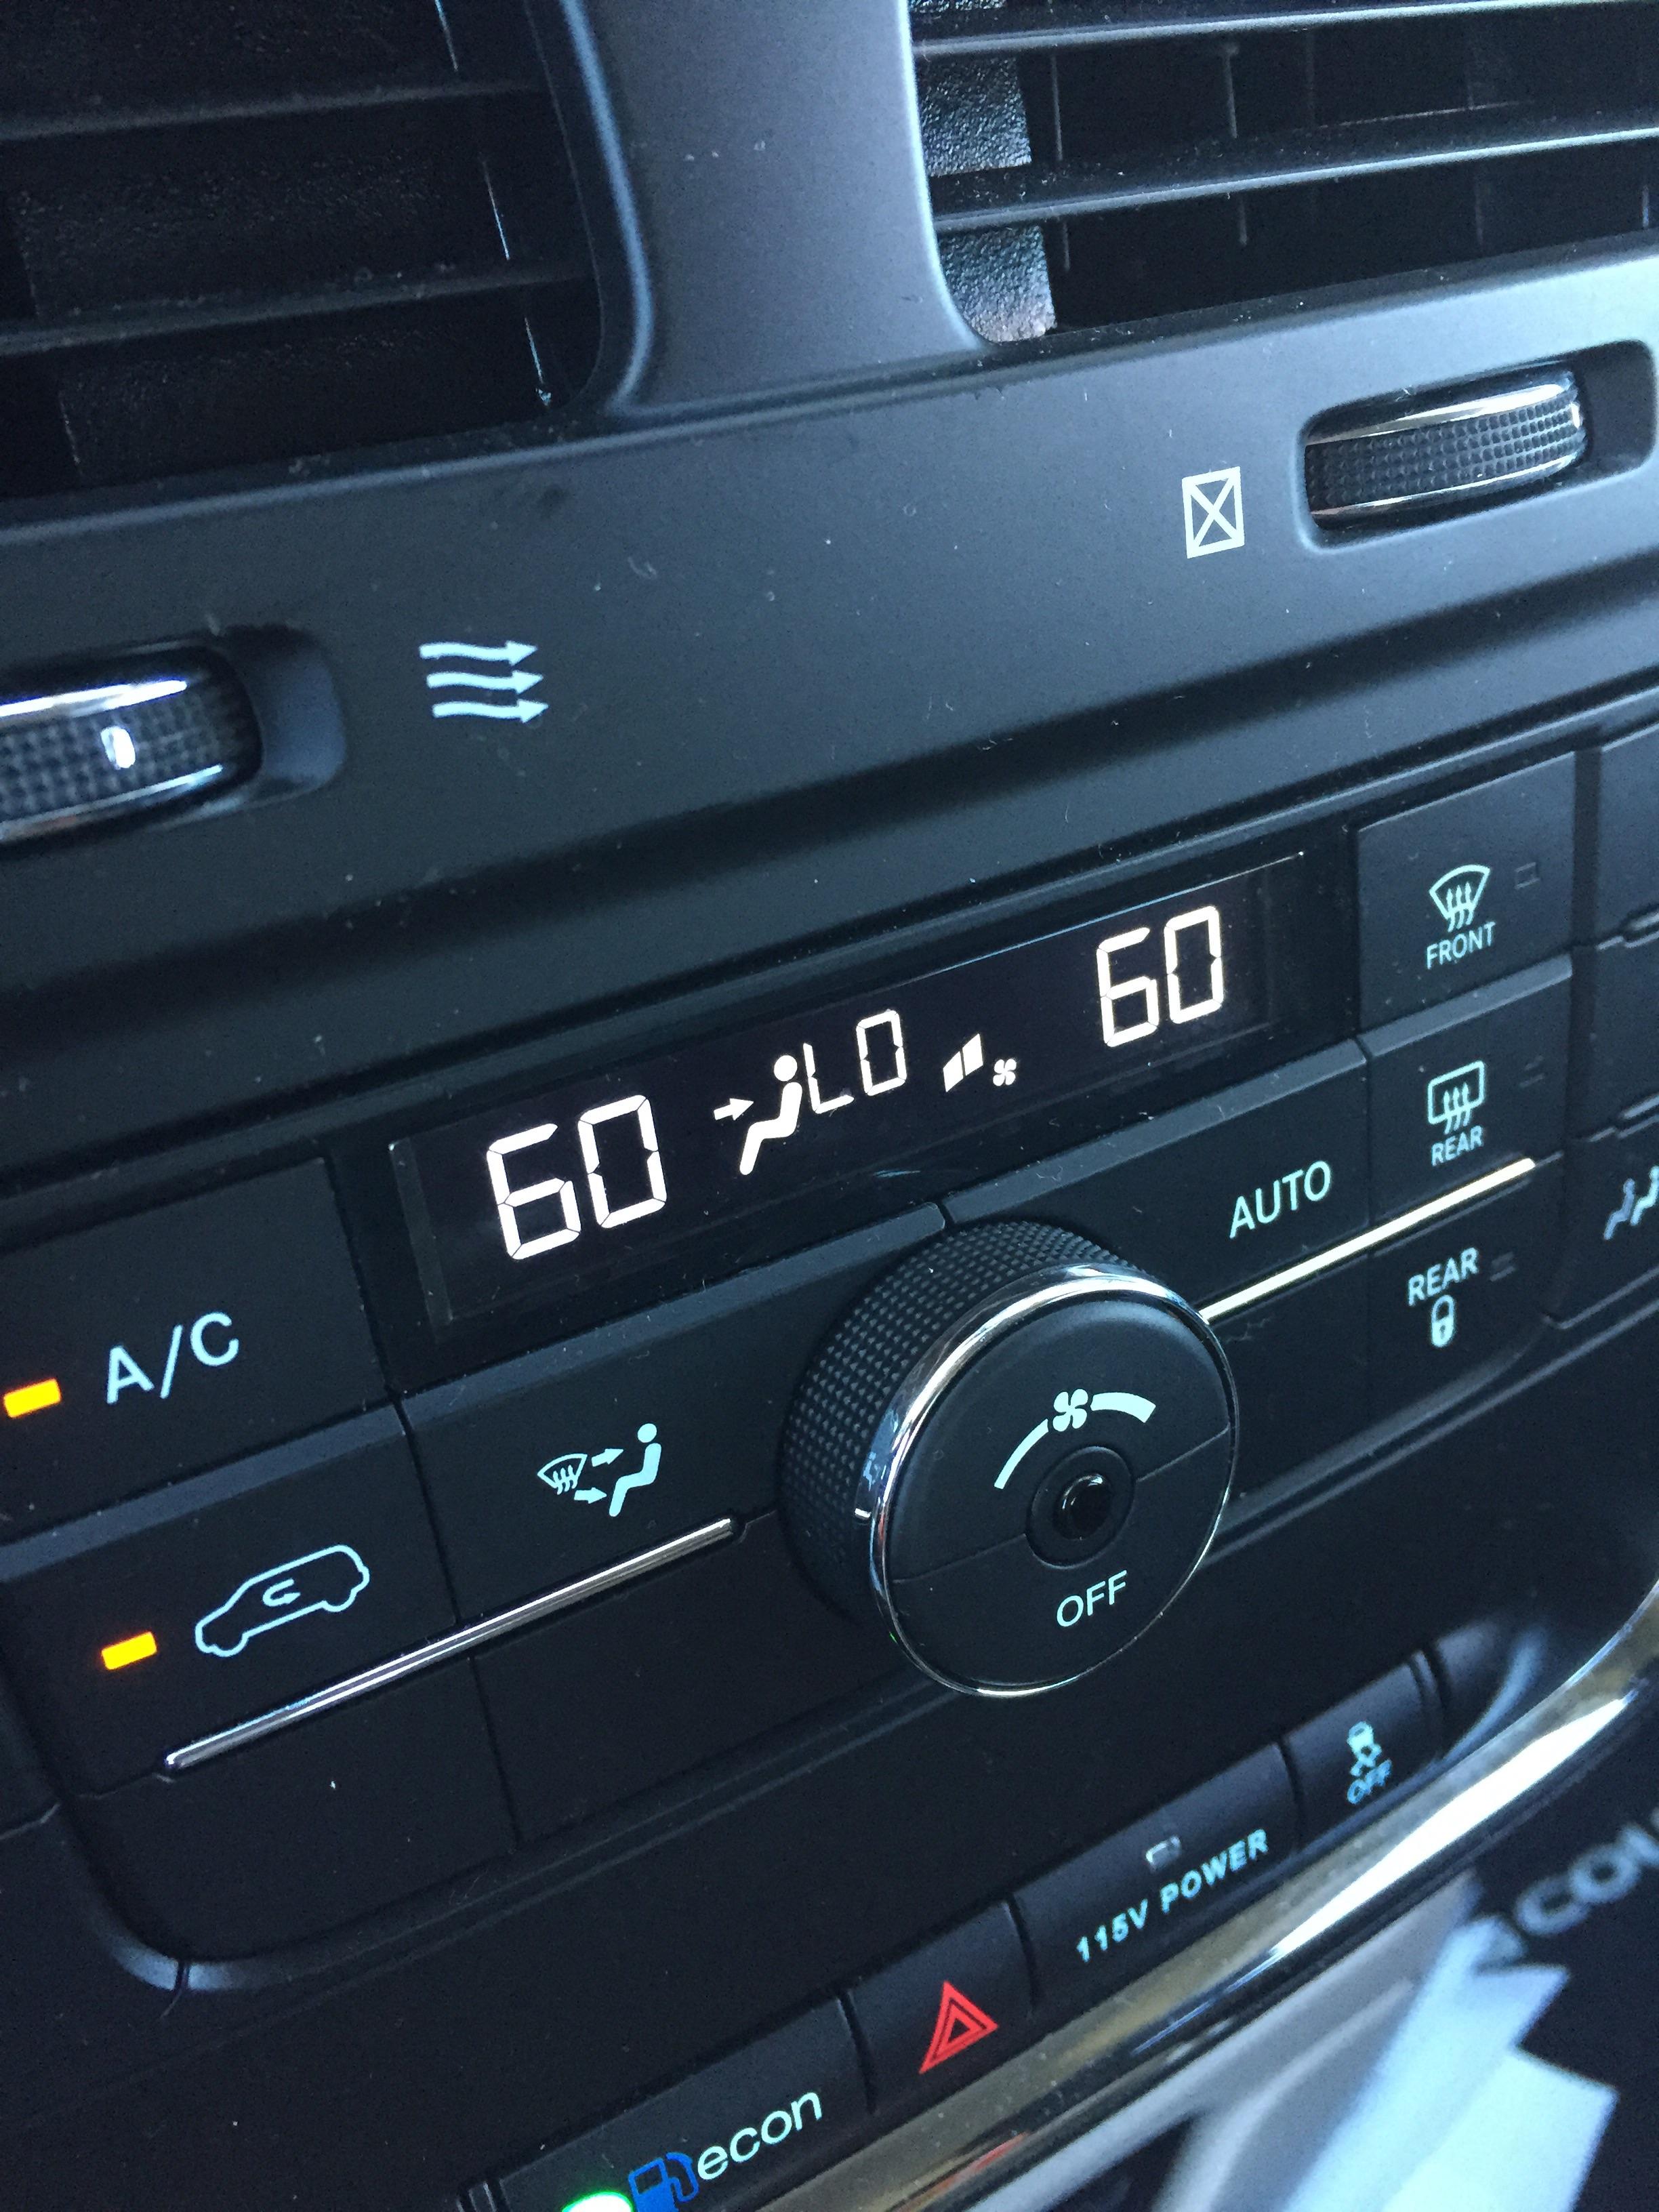 60 LO 60
FRONT
REAR
AUTO
REAR
A/C
OFF
OFF
115V POWER
econ